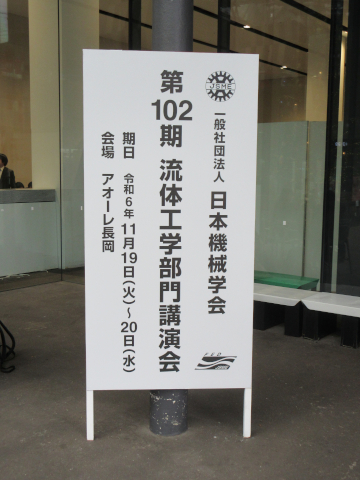 JSME
一般社団法人 日本機械学会
第102期 流体工学部門講演会
期日 令和6年 11月19日(火)～20日(水)
会場 アオーレ長岡